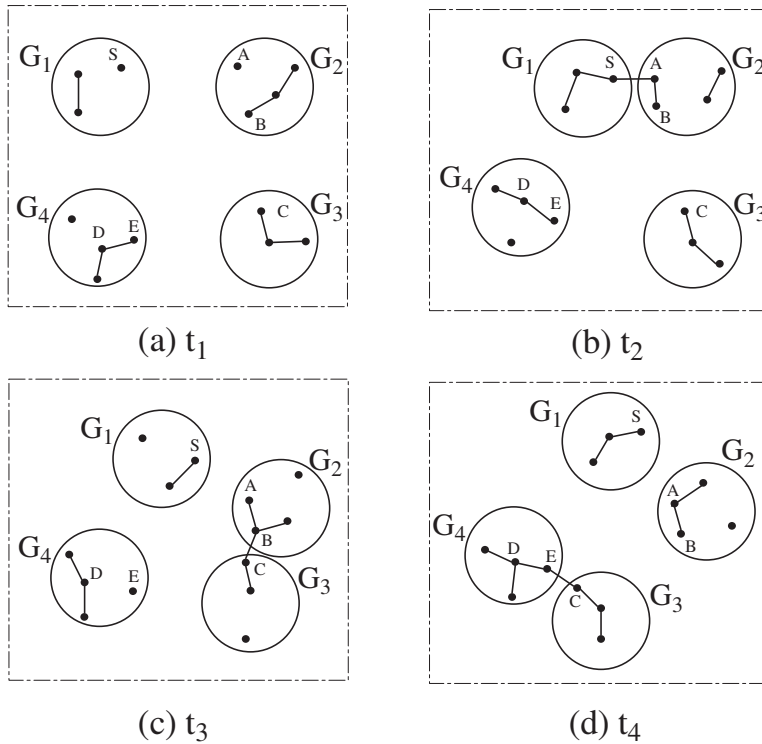 G1 S A G2
B
G4 D E C G3
(a) t1
G1 S A G2
B
G4 D E C G3
(b) t2
G1 S G2
A
B
G4 D E C G3
(c) t3
G1 S G2
A
B
G4 D E C G3
(d) t4